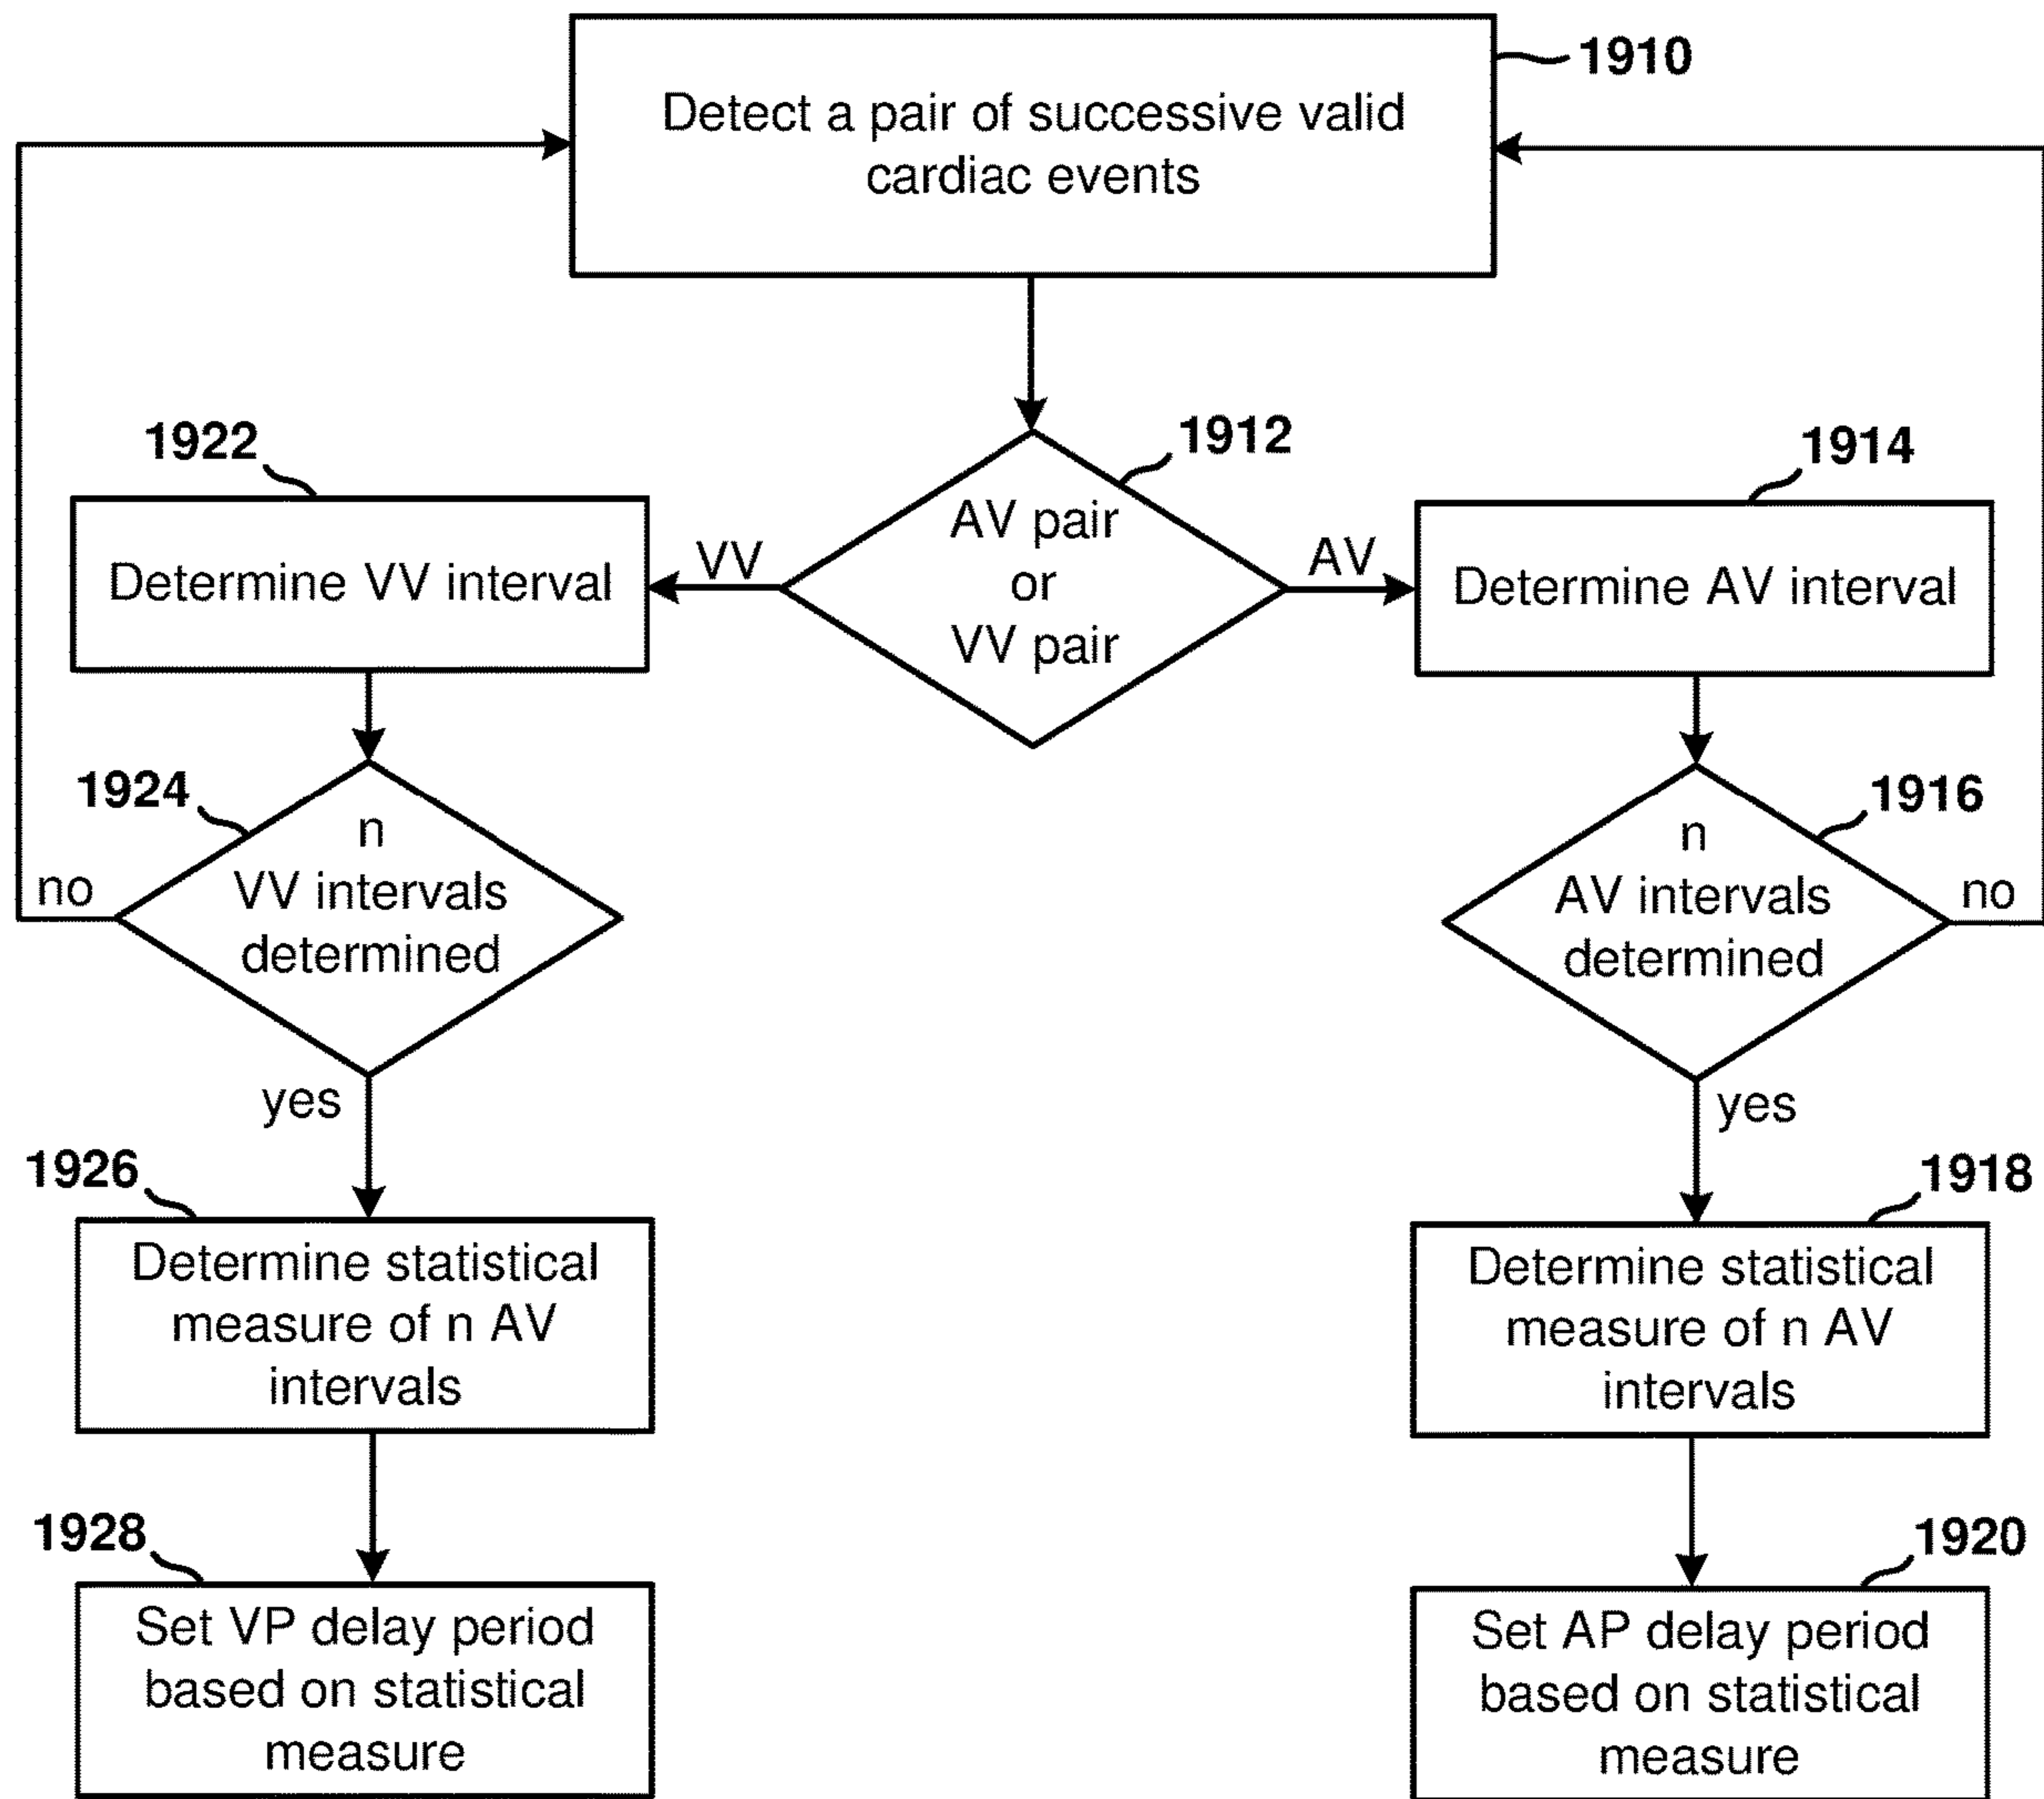 1910
Detect a pair of successive valid
cardiac events
1922
1912
1914
Determine VV interval
VV
AV pair
or
VV pair
AV
Determine AV interval
1924
n
VV intervals
determined
no
yes
1916
n
AV intervals
determined
no
yes
1926
Determine statistical
measure of n AV
intervals
1918
Determine statistical
measure of n AV
intervals
1928
Set VP delay period
based on statistical
measure
1920
Set AP delay period
based on statistical
measure